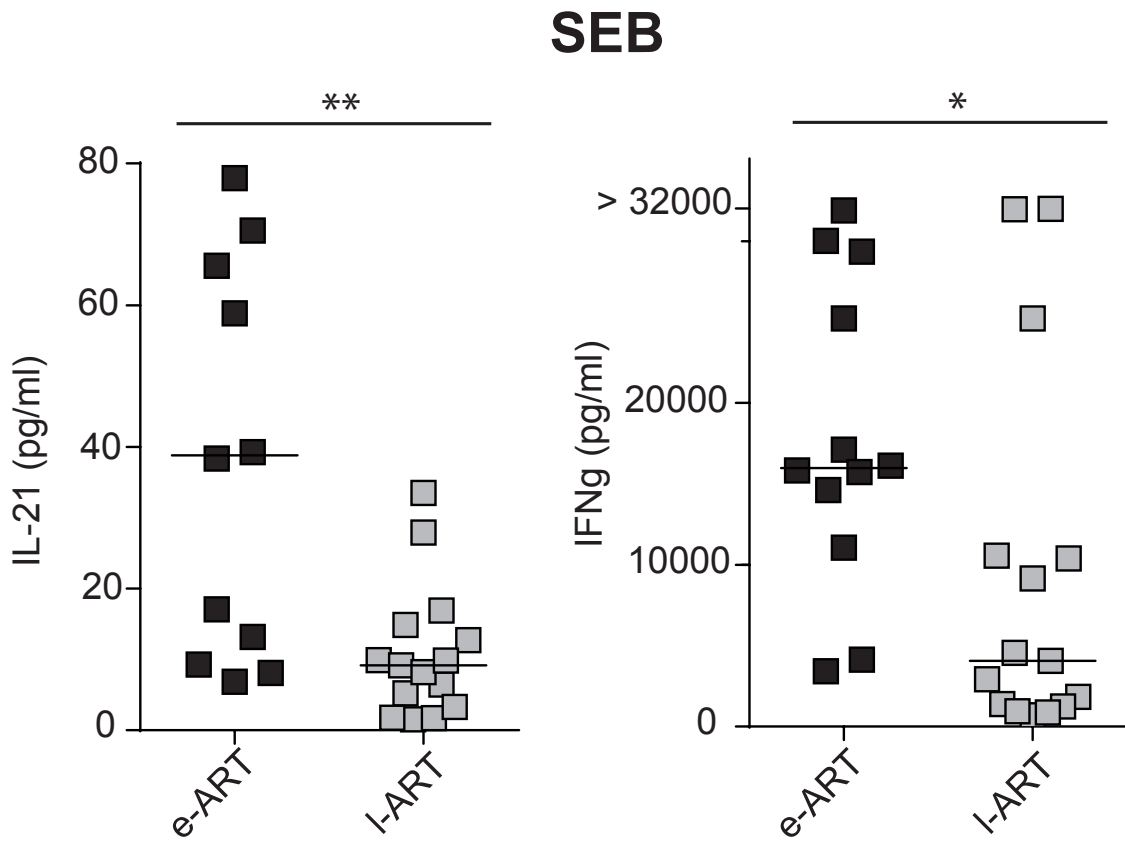 SEB
**
80
60
40
20
0
IL-21 (pg/ml)
e-ART
l-ART
*
> 32000
20000
10000
0
IFNg (pg/ml)
e-ART
l-ART